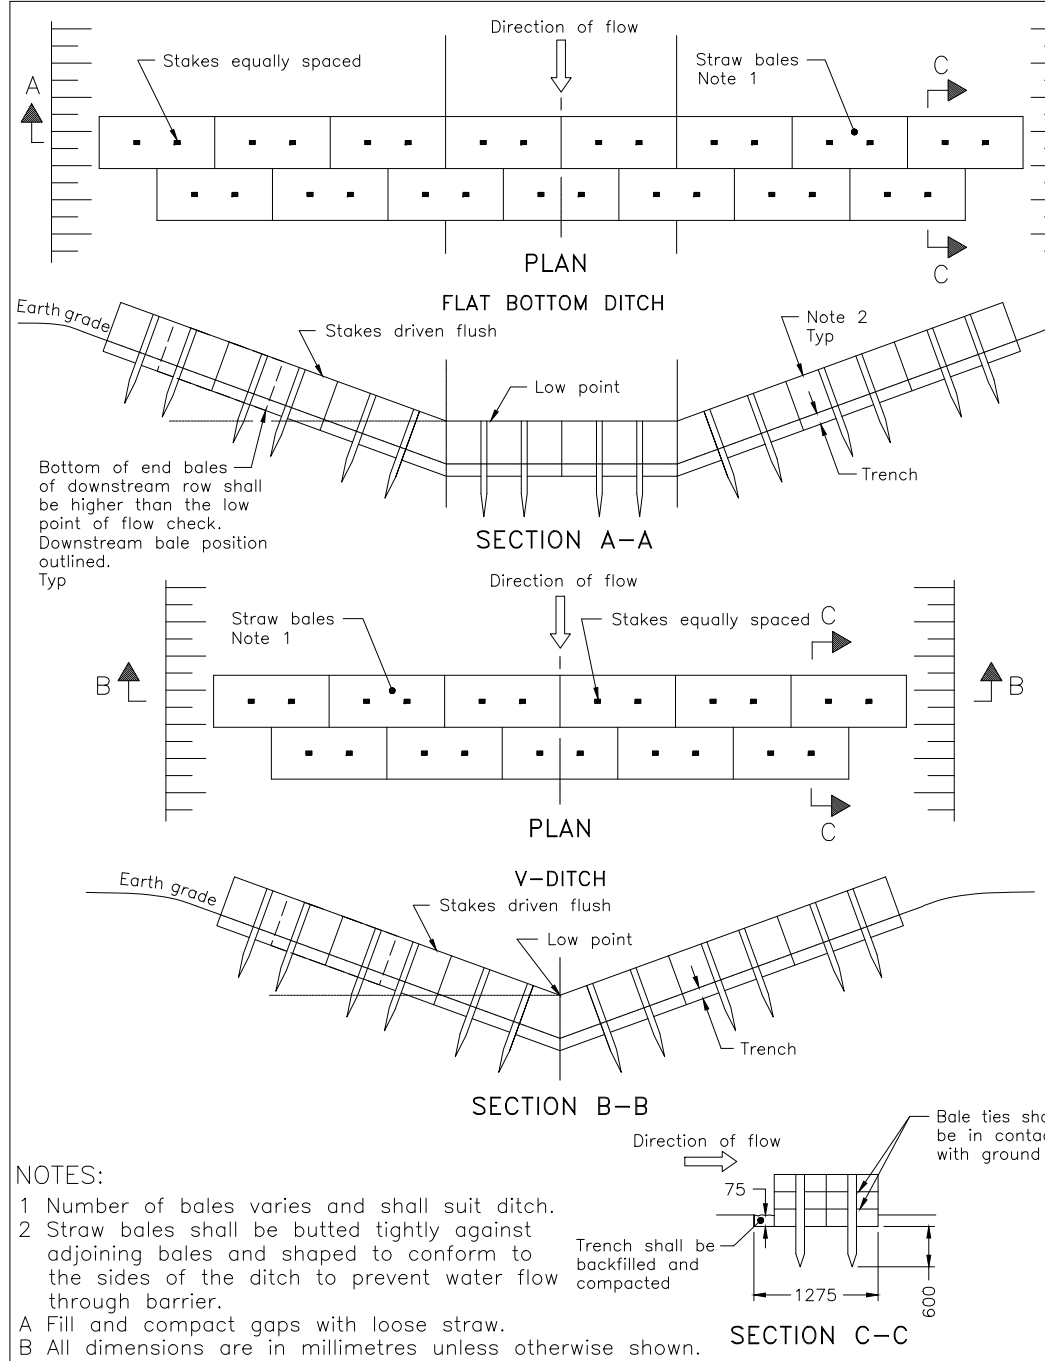 Direction of flow
Stakes equally spaced
Straw bales
Note 1
A
C
C
PLAN
FLAT BOTTOM DITCH
Earth grade
Stakes driven flush
Note 2
Typ
Low point
Trench
Bottom of end bales
of downstream row shall
be higher than the low
point of flow check.
Downstream bale position
outlined.
Typ
SECTION A-A
Direction of flow
Straw bales
Note 1
Stakes equally spaced
C
B
B
C
PLAN
V-DITCH
Earth grade
Stakes driven flush
Low point
Trench
SECTION B-B
Direction of flow
Bale ties
be in
with ground
75
Trench shall be
backfilled and
compacted
1275
600
SECTION C-C
NOTES:
1 Number of bales varies and shall suit ditch.
2 Straw bales shall be butted tightly against
adjoining bales and shaped to conform to
the sides of the ditch to prevent water flow
through barrier.
A Fill and compact gaps with loose straw.
B All dimensions are in millimetres unless otherwise shown.